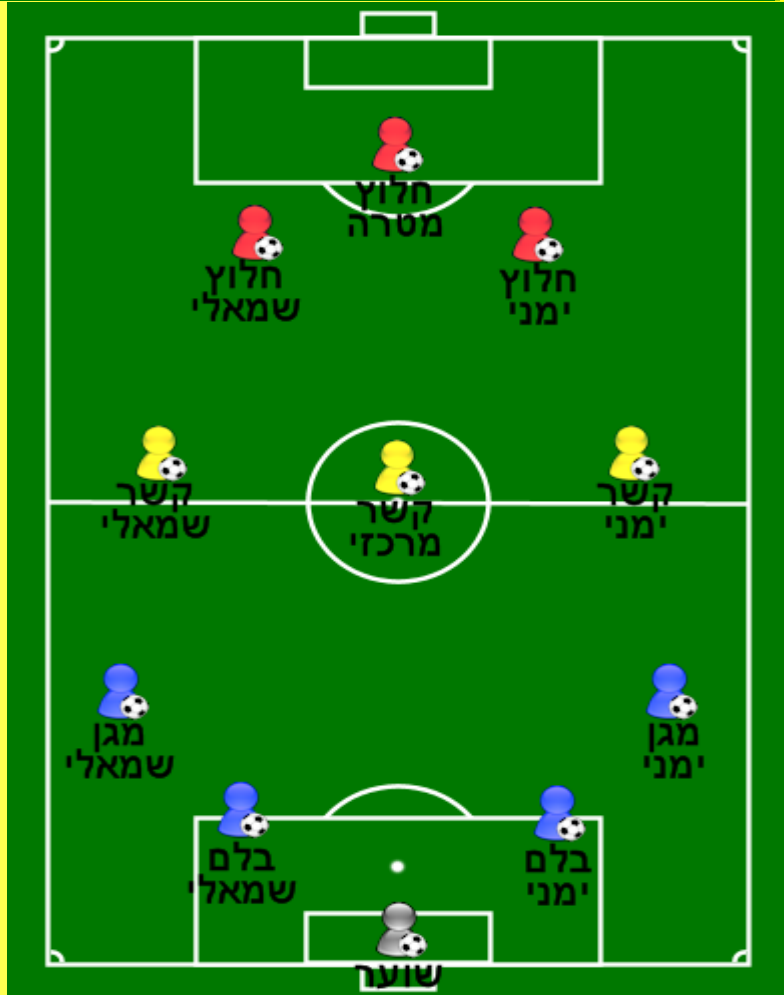 חלוץ
מטרה
חלוץ
ימני
חלוץ
שמאלי
קשר
ימני
קשר
מרכזי
קשר
שמאלי
מגן
ימני
מגן
שמאלי
בלם
ימני
בלם
שמאלי
שוער